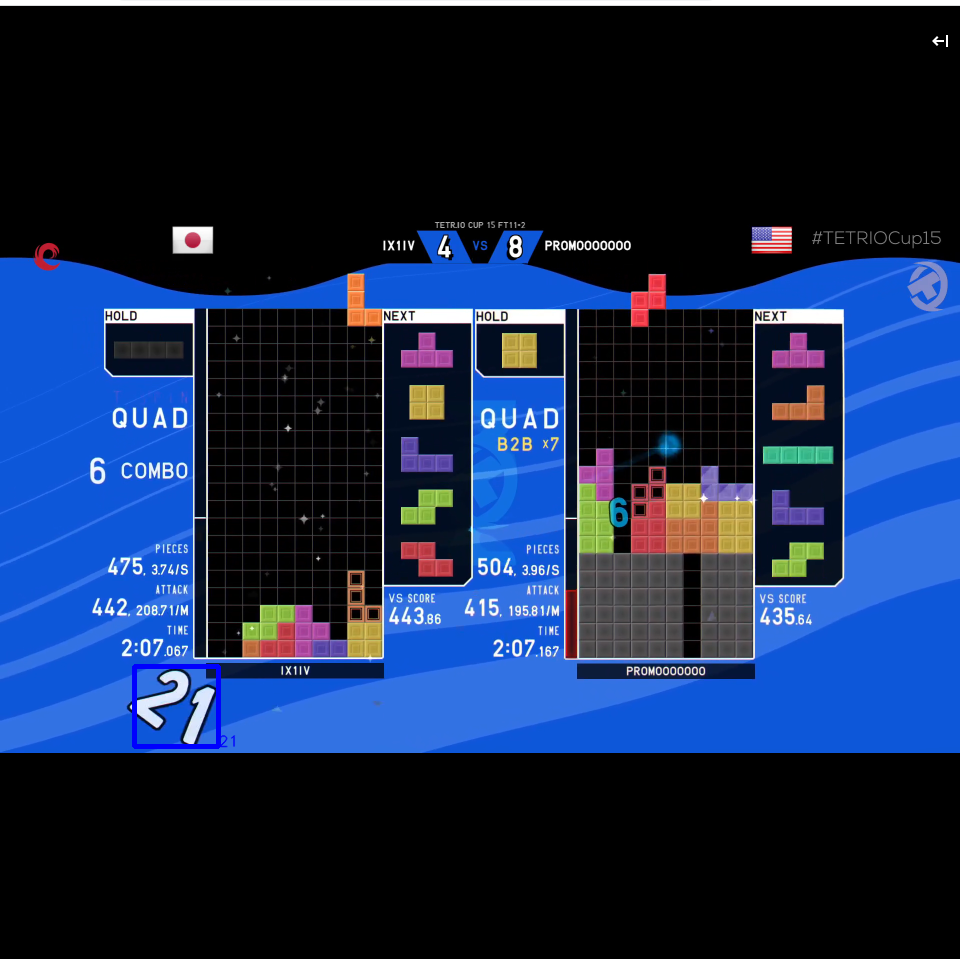 TETR.IO CUP 15 FT11-2
IX1IV 4 VS 8 PROMOOOOOOO
#TETRIOCup15
HOLD
NEXT
HOLD
NEXT
QUAD
6 COMBO
QUAD
B2B x7
6
PIECES
475, 3.74/S
ATTACK
442, 208.71/M
TIME
2:07.067
VS SCORE
443.86
PIECES
504, 3.96/S
ATTACK
415, 195.81/M
TIME
2:07.167
VS SCORE
435.64
IX1IV
PROMOOOOOOO
21
21